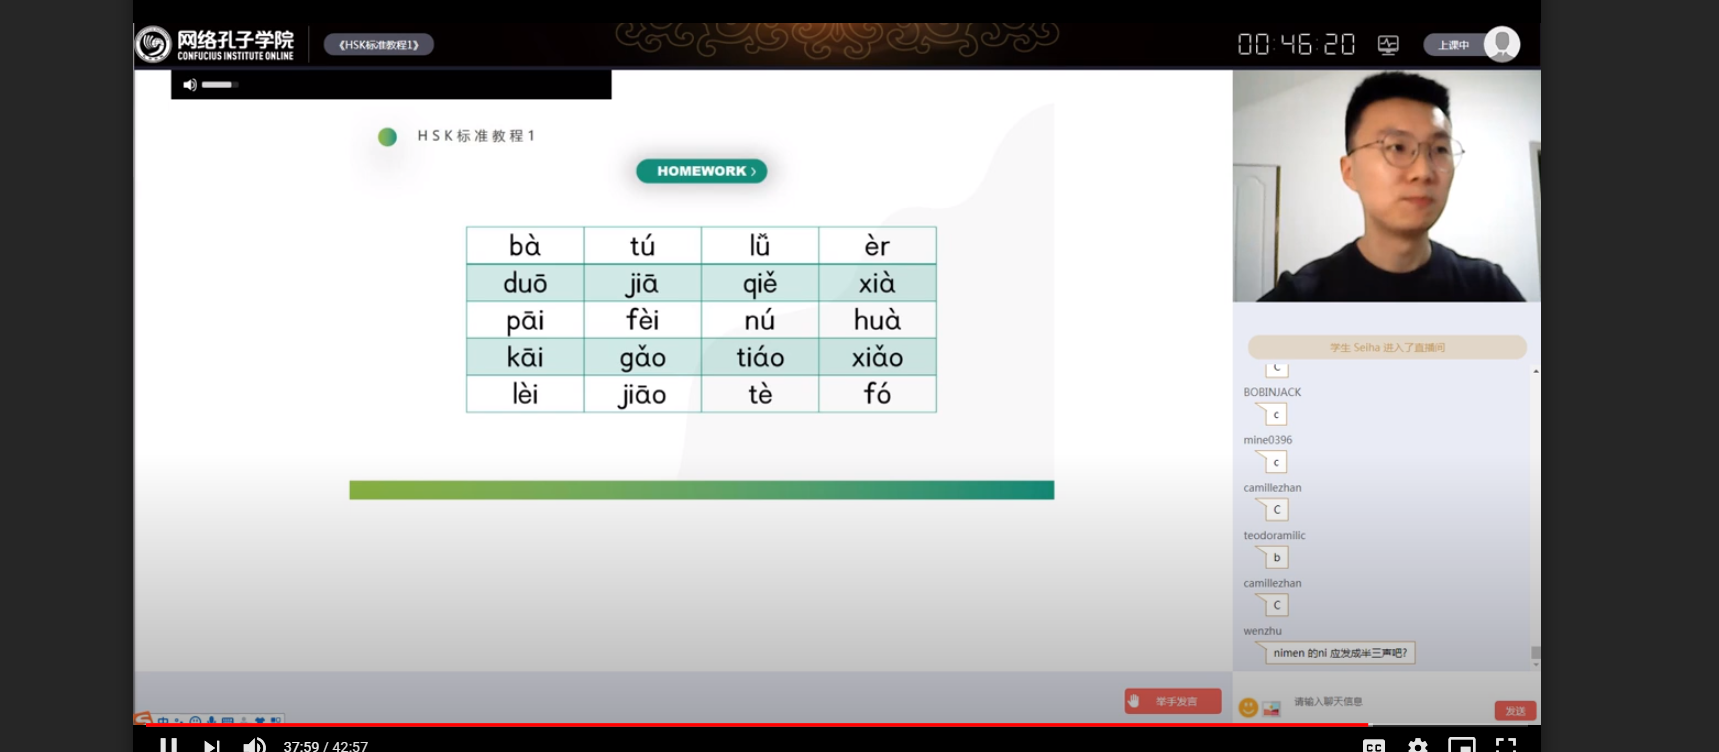 网络孔子学院
CONFUCIUS INSTITUTE ONLINE
《HSK标准教程1》
00:46:20
上课中
HSK标准教程1
HOMEWORK
bà tú lǚ èr
duō jiā qiě xià
pāi fèi nú huà
kāi gǎo tiáo xiǎo
lèi jiāo tè fó
学生 Seiha 进入了直播间
C
BOBINJACK
c
mine0396
c
camillezhan
C
teodoramilic
b
camillezhan
C
wenzhu
nimen 的ni 应发成半三声吧?
举手发言
请输入聊天信息
发送
中
37:59 / 42:57
CC